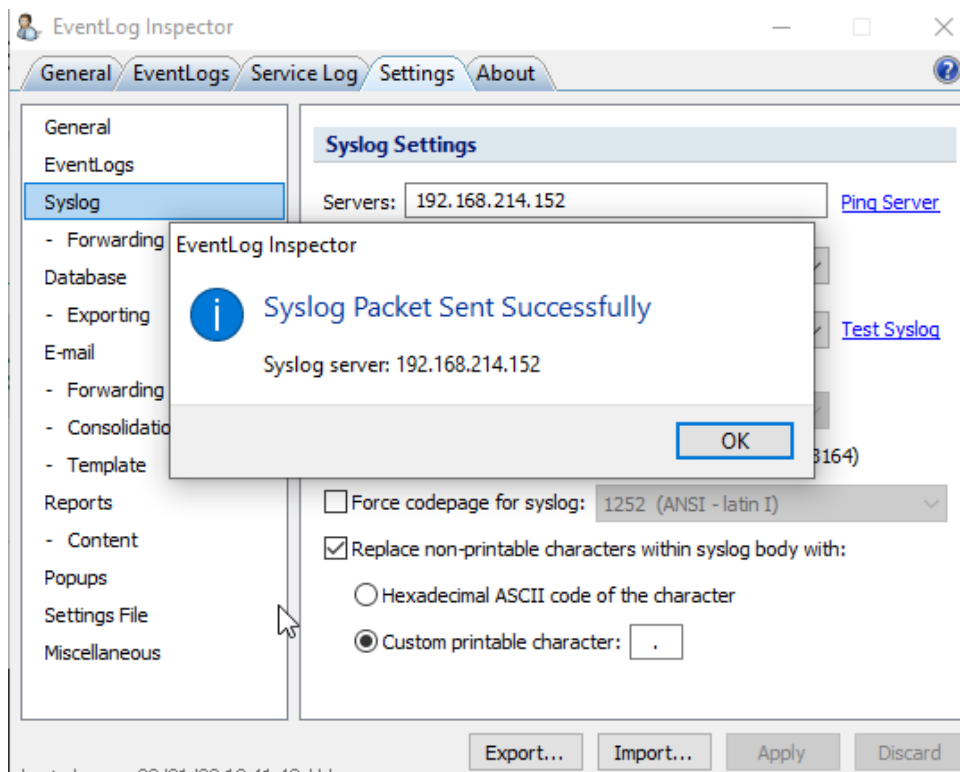 EventLog Inspector
General EventLogs Service Log Settings About
General
EventLogs
Syslog
- Forwarding
Database
- Exporting
E-mail
- Forwarding
- Consolidatio
- Template
Reports
- Content
Popups
Settings File
Miscellaneous
Syslog Settings
Servers: 192.168.214.152 Ping Server
Test Syslog
3164)
EventLog Inspector
Syslog Packet Sent Successfully
Syslog server: 192.168.214.152
OK
Force codepage for syslog: 1252 (ANSI - latin I)
Replace non-printable characters within syslog body with:
Hexadecimal ASCII code of the character
Custom printable character: .
Export... Import... Apply Discard